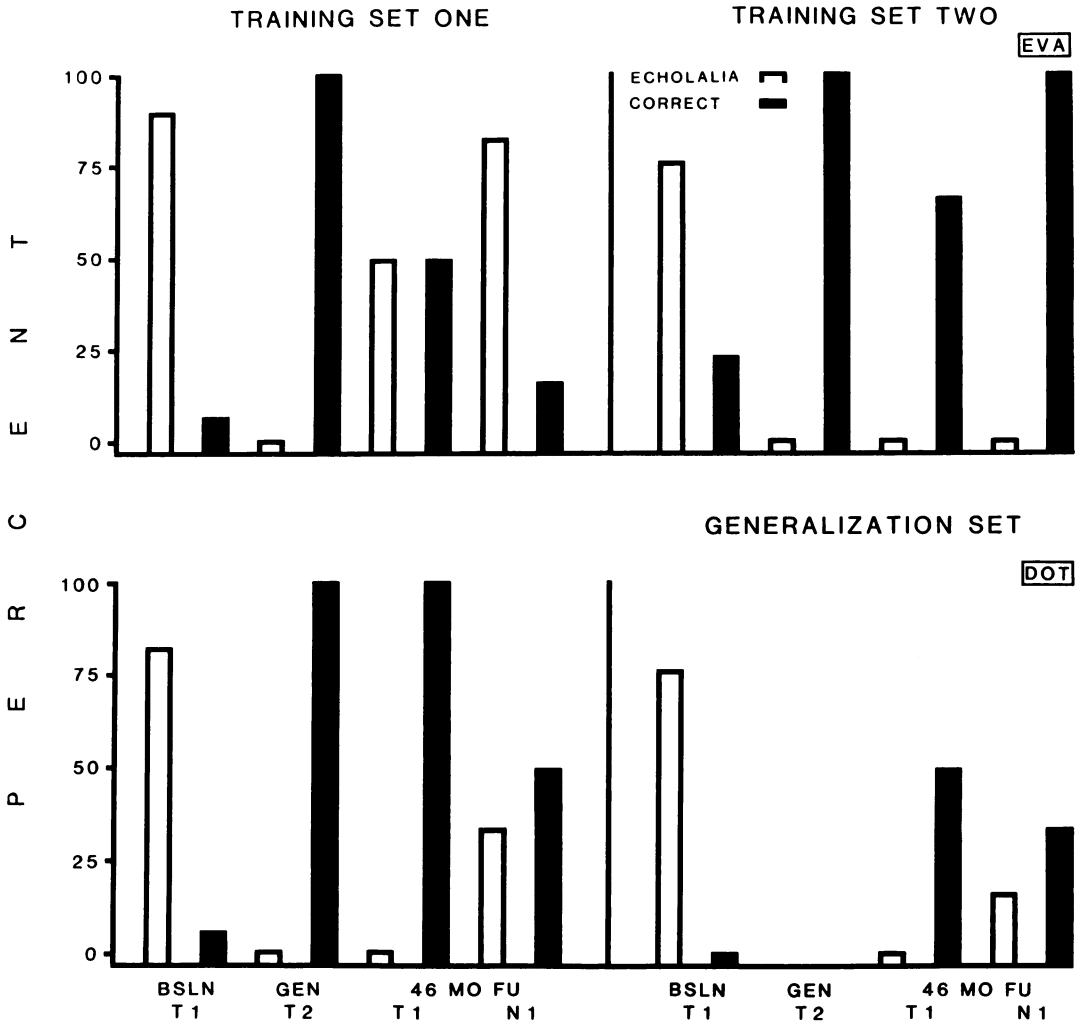 TRAINING SET ONE
TRAINING SET TWO
EVA
ECHOLALIA
CORRECT
100
75
50
25
0
PERCENT
GENERALIZATION SET
DOT
100
75
50
25
0
BSLN GEN 46 MO FU BSLN GEN 46 MO FU
T1 T2 T1 N1 T1 T2 T1 N1